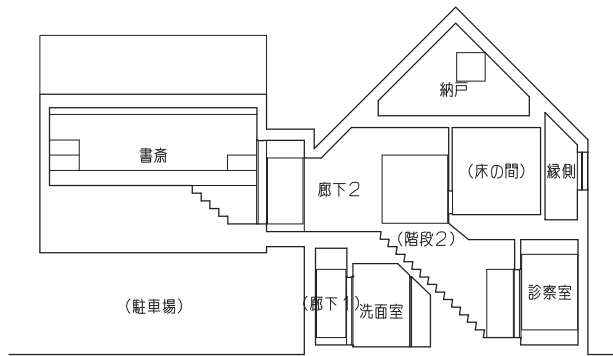 納戸
書斎
廊下2
(床の間)
縁側
(階段2)
(駐車場)
(廊下1)
洗面室
診察室